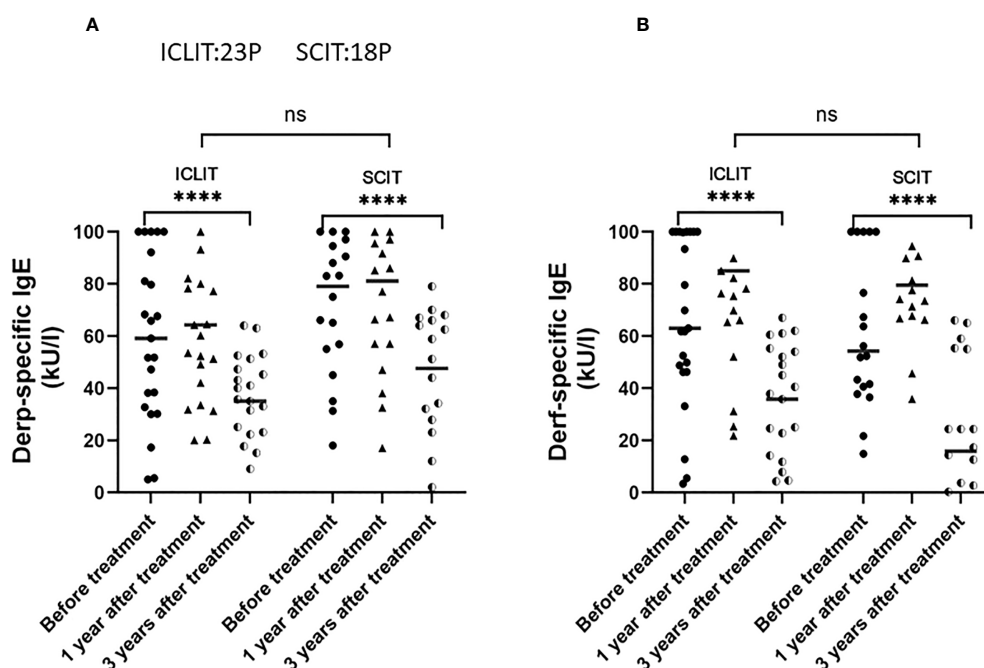 A
ICLIT:23P SCIT:18P
ns
ICLIT
****
SCIT
****
Derp-specific IgE
(kU/l)
100
80
60
40
20
0
Before treatment
1 year after treatment
3 years after treatment
Before treatment
1 year after treatment
3 years after treatment
B
ns
ICLIT
****
SCIT
****
Derf-specific IgE
(kU/l)
100
80
60
40
20
0
Before treatment
1 year after treatment
3 years after treatment
Before treatment
1 year after treatment
3 years after treatment